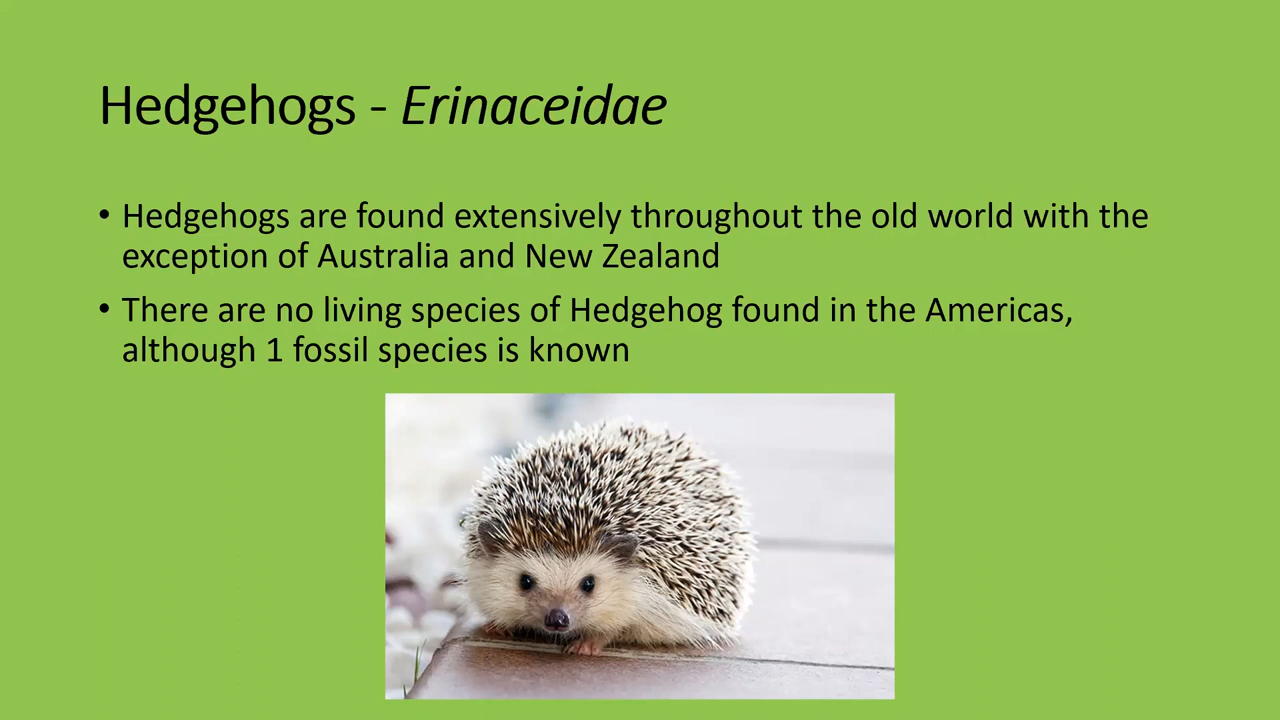 Hedgehogs - Erinaceidae
• Hedgehogs are found extensively throughout the old world with the
exception of Australia and New Zealand
• There are no living species of Hedgehog found in the Americas,
although 1 fossil species is known